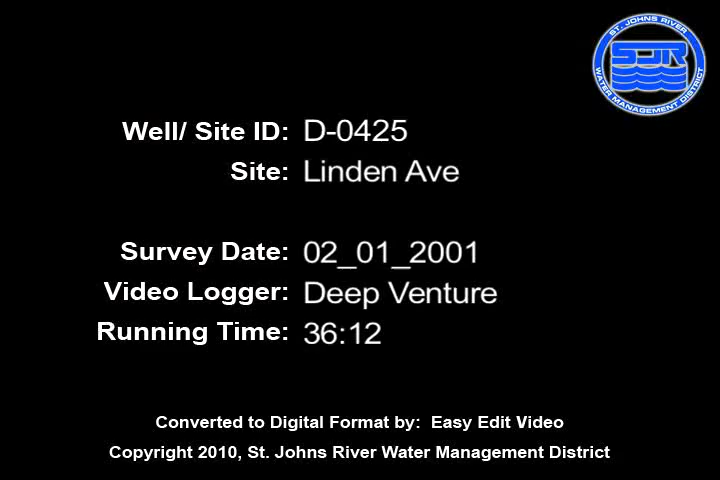 ST. JOHNS RIVER
SJR
WATER MANAGEMENT DISTRICT
Well/ Site ID: D-0425
Site: Linden Ave
Survey Date: 02_01_2001
Video Logger: Deep Venture
Running Time: 36:12
Converted to Digital Format by: Easy Edit Video
Copyright 2010, St. Johns River Water Management District